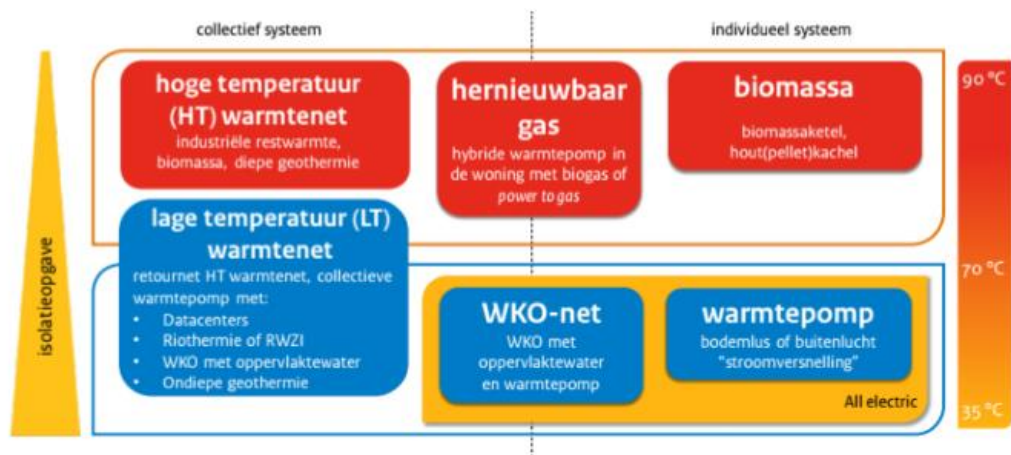 collectief systeem
individueel systeem
hoge temperatuur
(HT) warmtenet
industriële restwarmte,
biomassa, diepe geothermie
hernieuwbaar
gas
hybride warmtepomp in
de woning met biogas of
power to gas
biomassa
biomassaketel,
hout(pellet)kachel
90 °C
lage temperatuur (LT)
warmtenet
retournet HT warmtenet, collectieve
warmtepomp met:
• Datacenters
• Riothermie of RWZI
• WKO met oppervlaktewater
• Ondiepe geothermie
70 °C
WKO-net
WKO met
oppervlaktewater
en warmtepomp
warmtepomp
bodemlus of buitenlucht
"stroomversnelling"
All electric
35 °C
isolatieopgave